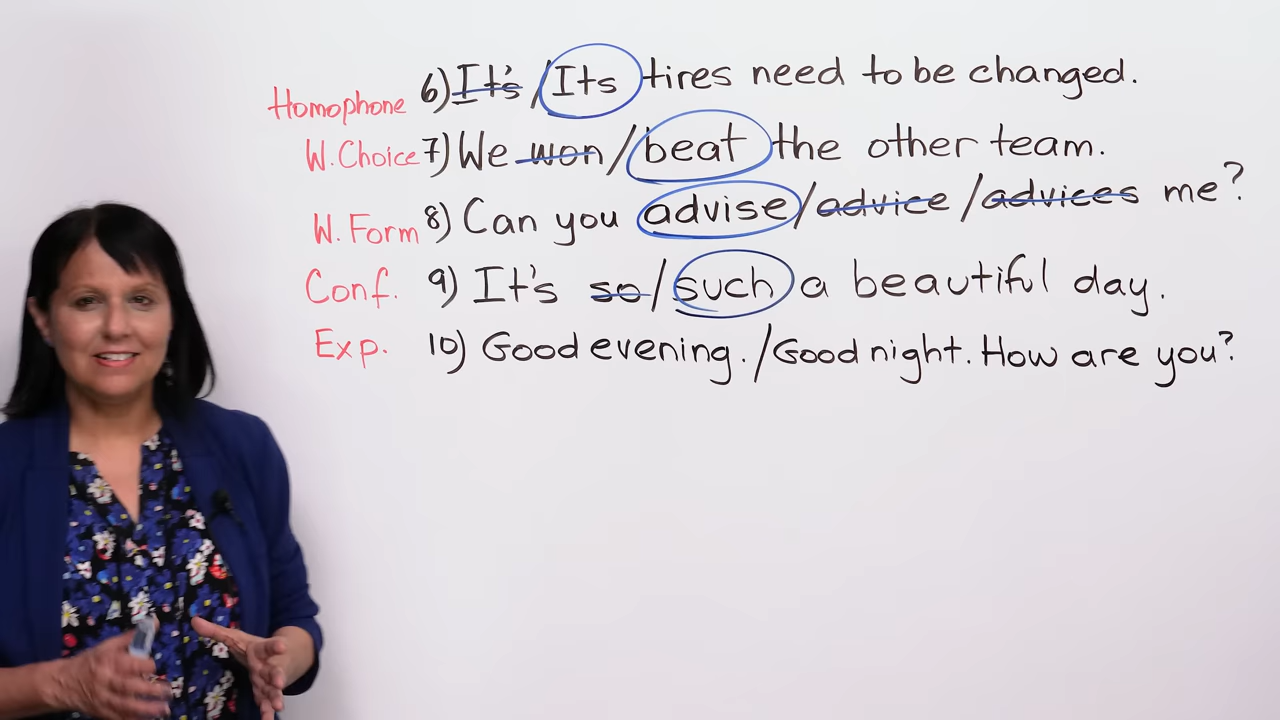 Homophone 6) It's / Its tires need to be changed.
W. Choice 7) We won / beat the other team.
W. Form 8) Can you advise / advice / advices me?
Conf. 9) It's so / such a beautiful day.
Exp. 10) Good evening. / Good night. How are you?